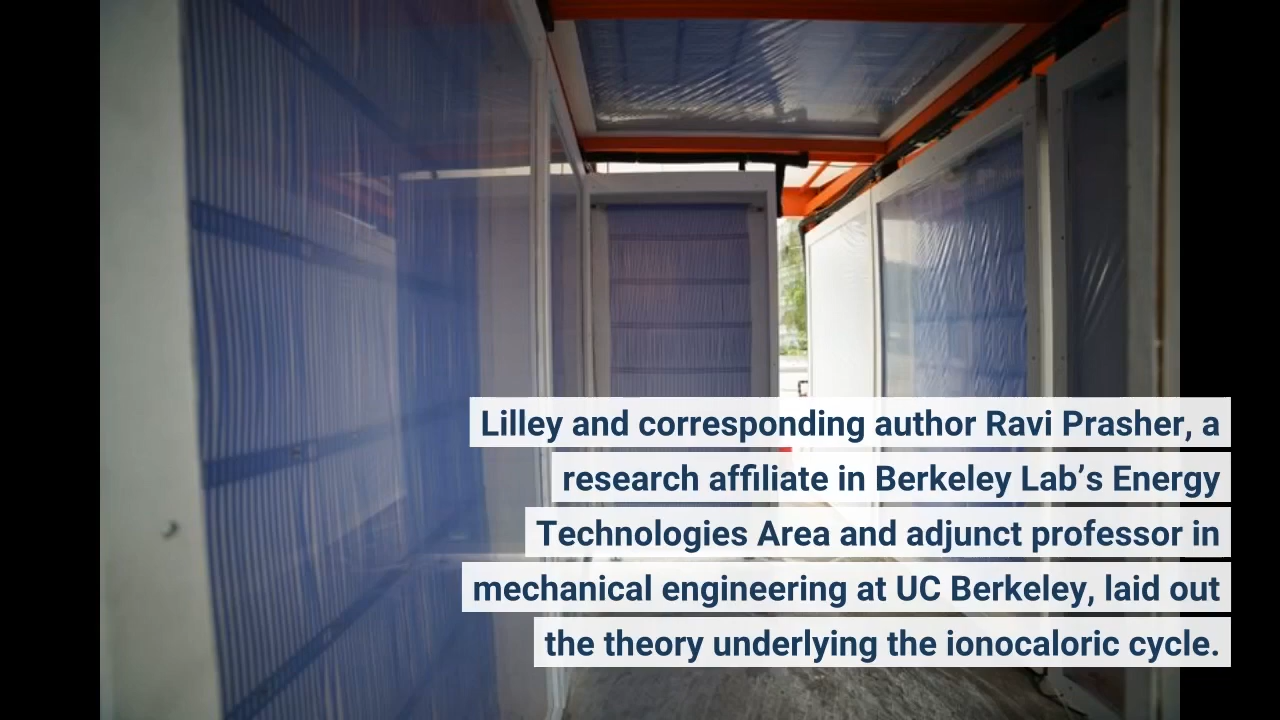 Lilley and corresponding author Ravi Prasher, a
research affiliate in Berkeley Lab’s Energy
Technologies Area and adjunct professor in
mechanical engineering at UC Berkeley, laid out
the theory underlying the ionocaloric cycle.